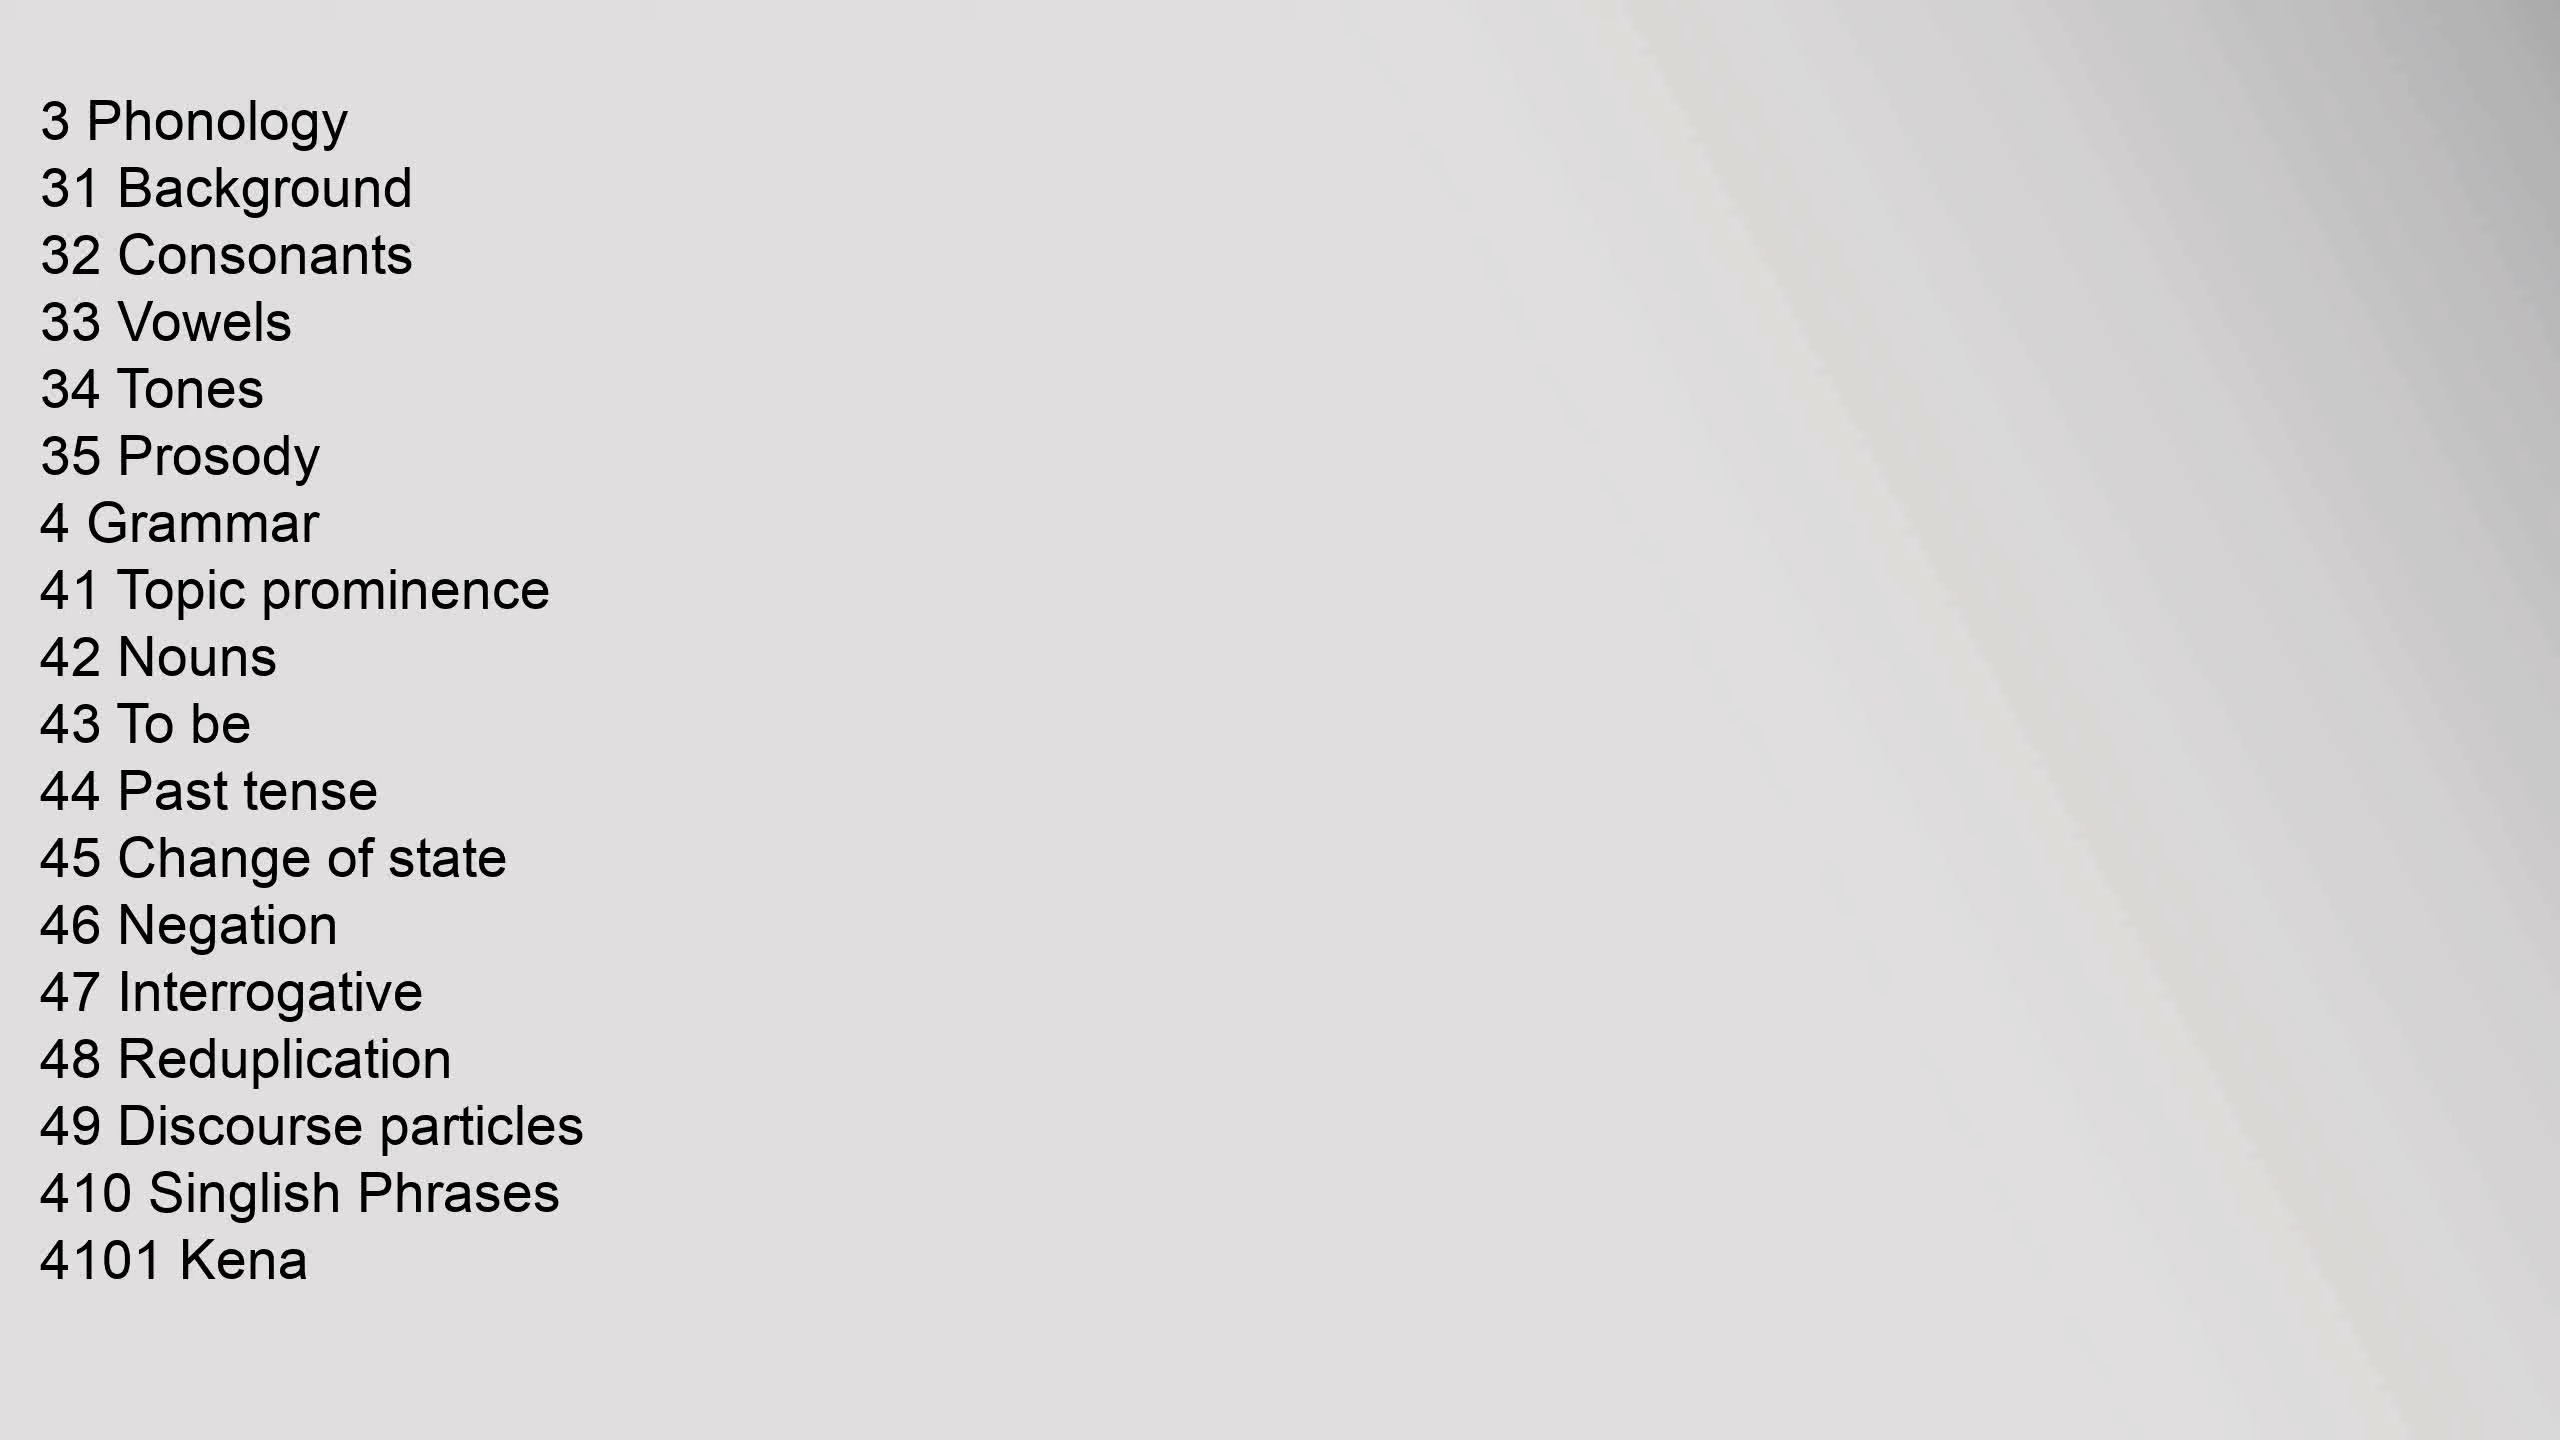 3 Phonology
31 Background
32 Consonants
33 Vowels
34 Tones
35 Prosody
4 Grammar
41 Topic prominence
42 Nouns
43 To be
44 Past tense
45 Change of state
46 Negation
47 Interrogative
48 Reduplication
49 Discourse particles
410 Singlish Phrases
4101 Kena